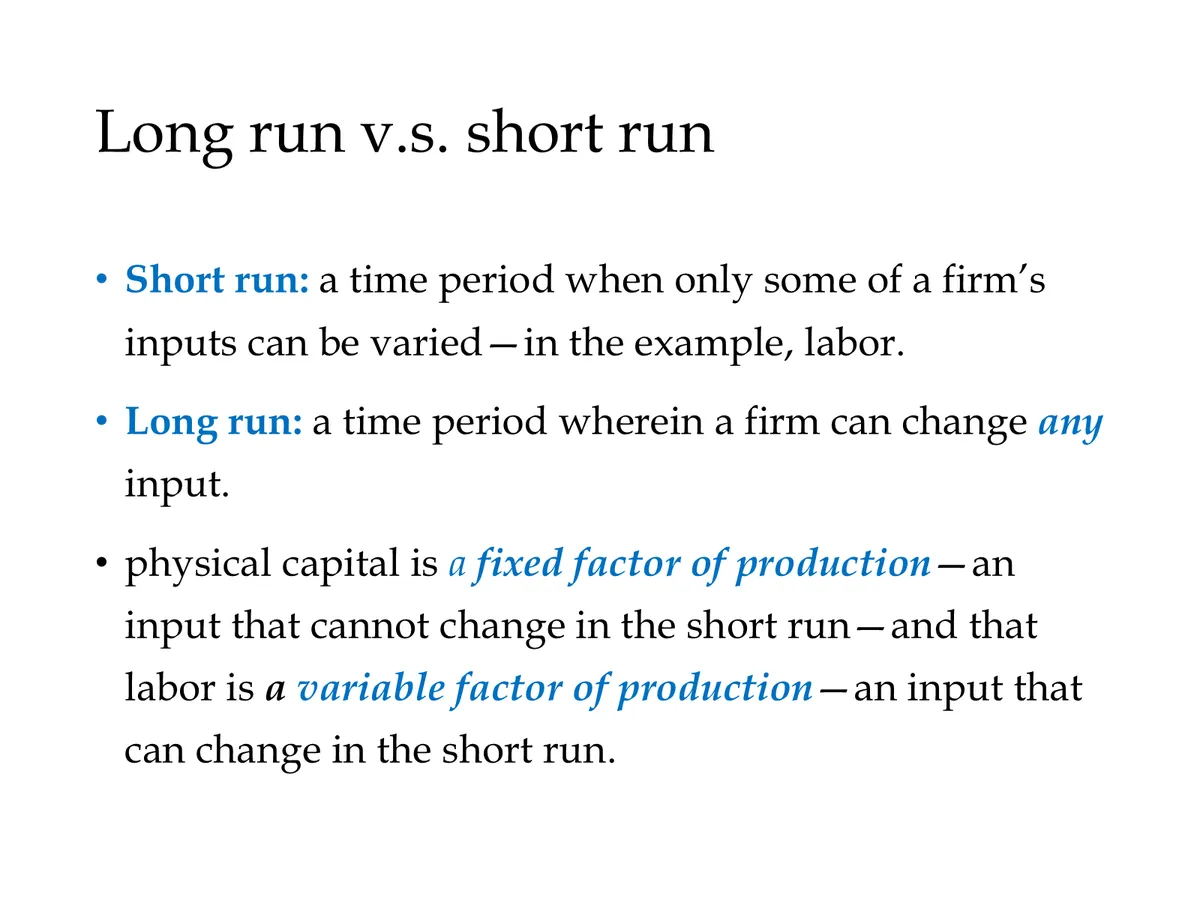 Long run v.s. short run
• Short run: a time period when only some of a firm’s
inputs can be varied—in the example, labor.
• Long run: a time period wherein a firm can change any
input.
• physical capital is a fixed factor of production—an
input that cannot change in the short run—and that
labor is a variable factor of production—an input that
can change in the short run.